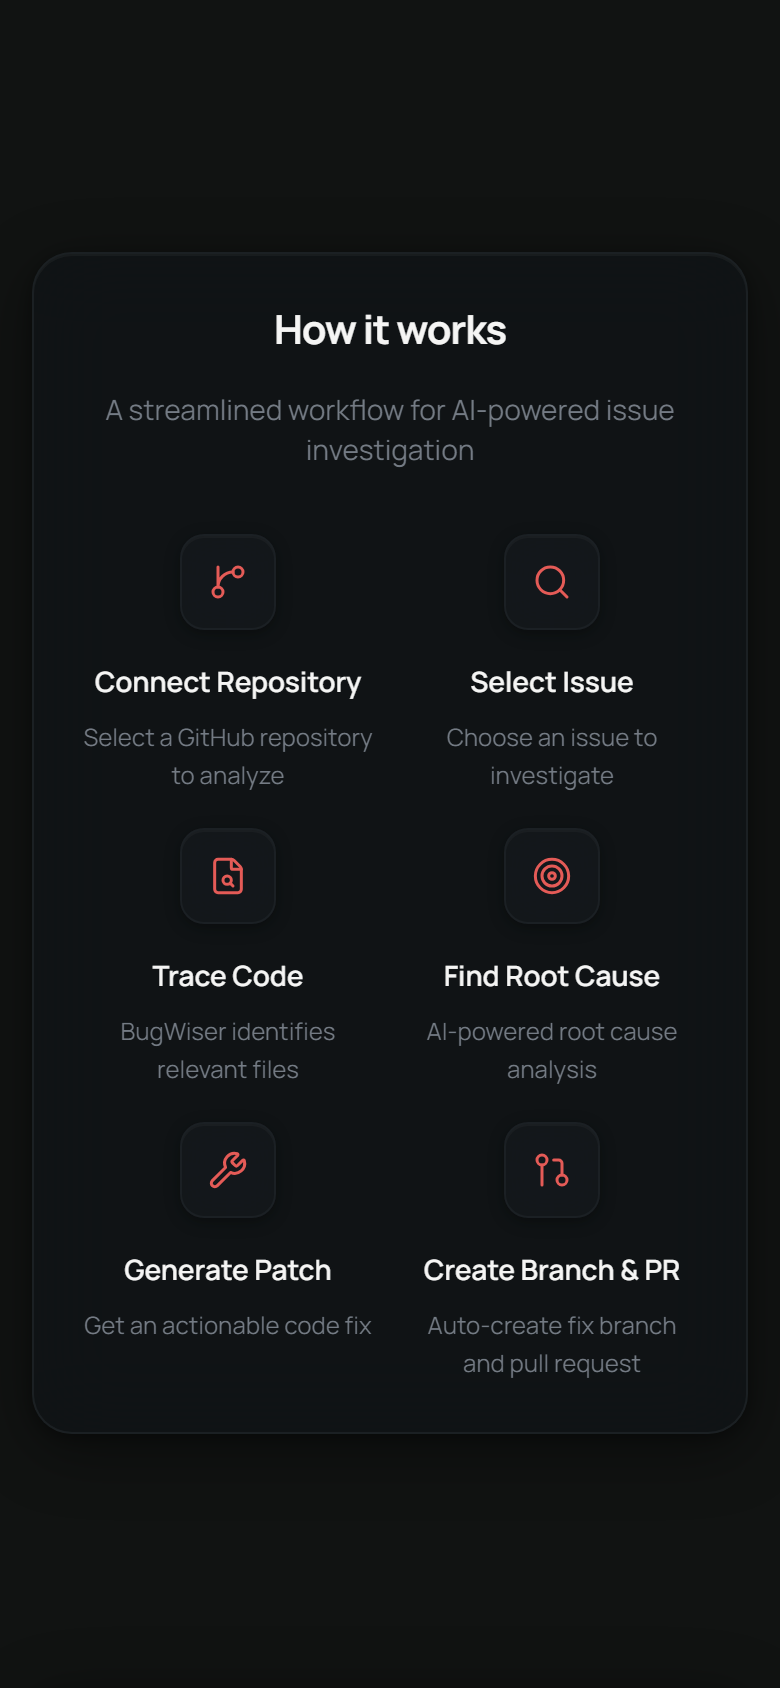 How it works
A streamlined workflow for AI-powered issue
investigation
Connect Repository
Select a GitHub repository
to analyze
Select Issue
Choose an issue to
investigate
Trace Code
BugWiser identifies
relevant files
Find Root Cause
AI-powered root cause
analysis
Generate Patch
Get an actionable code fix
Create Branch & PR
Auto-create fix branch
and pull request